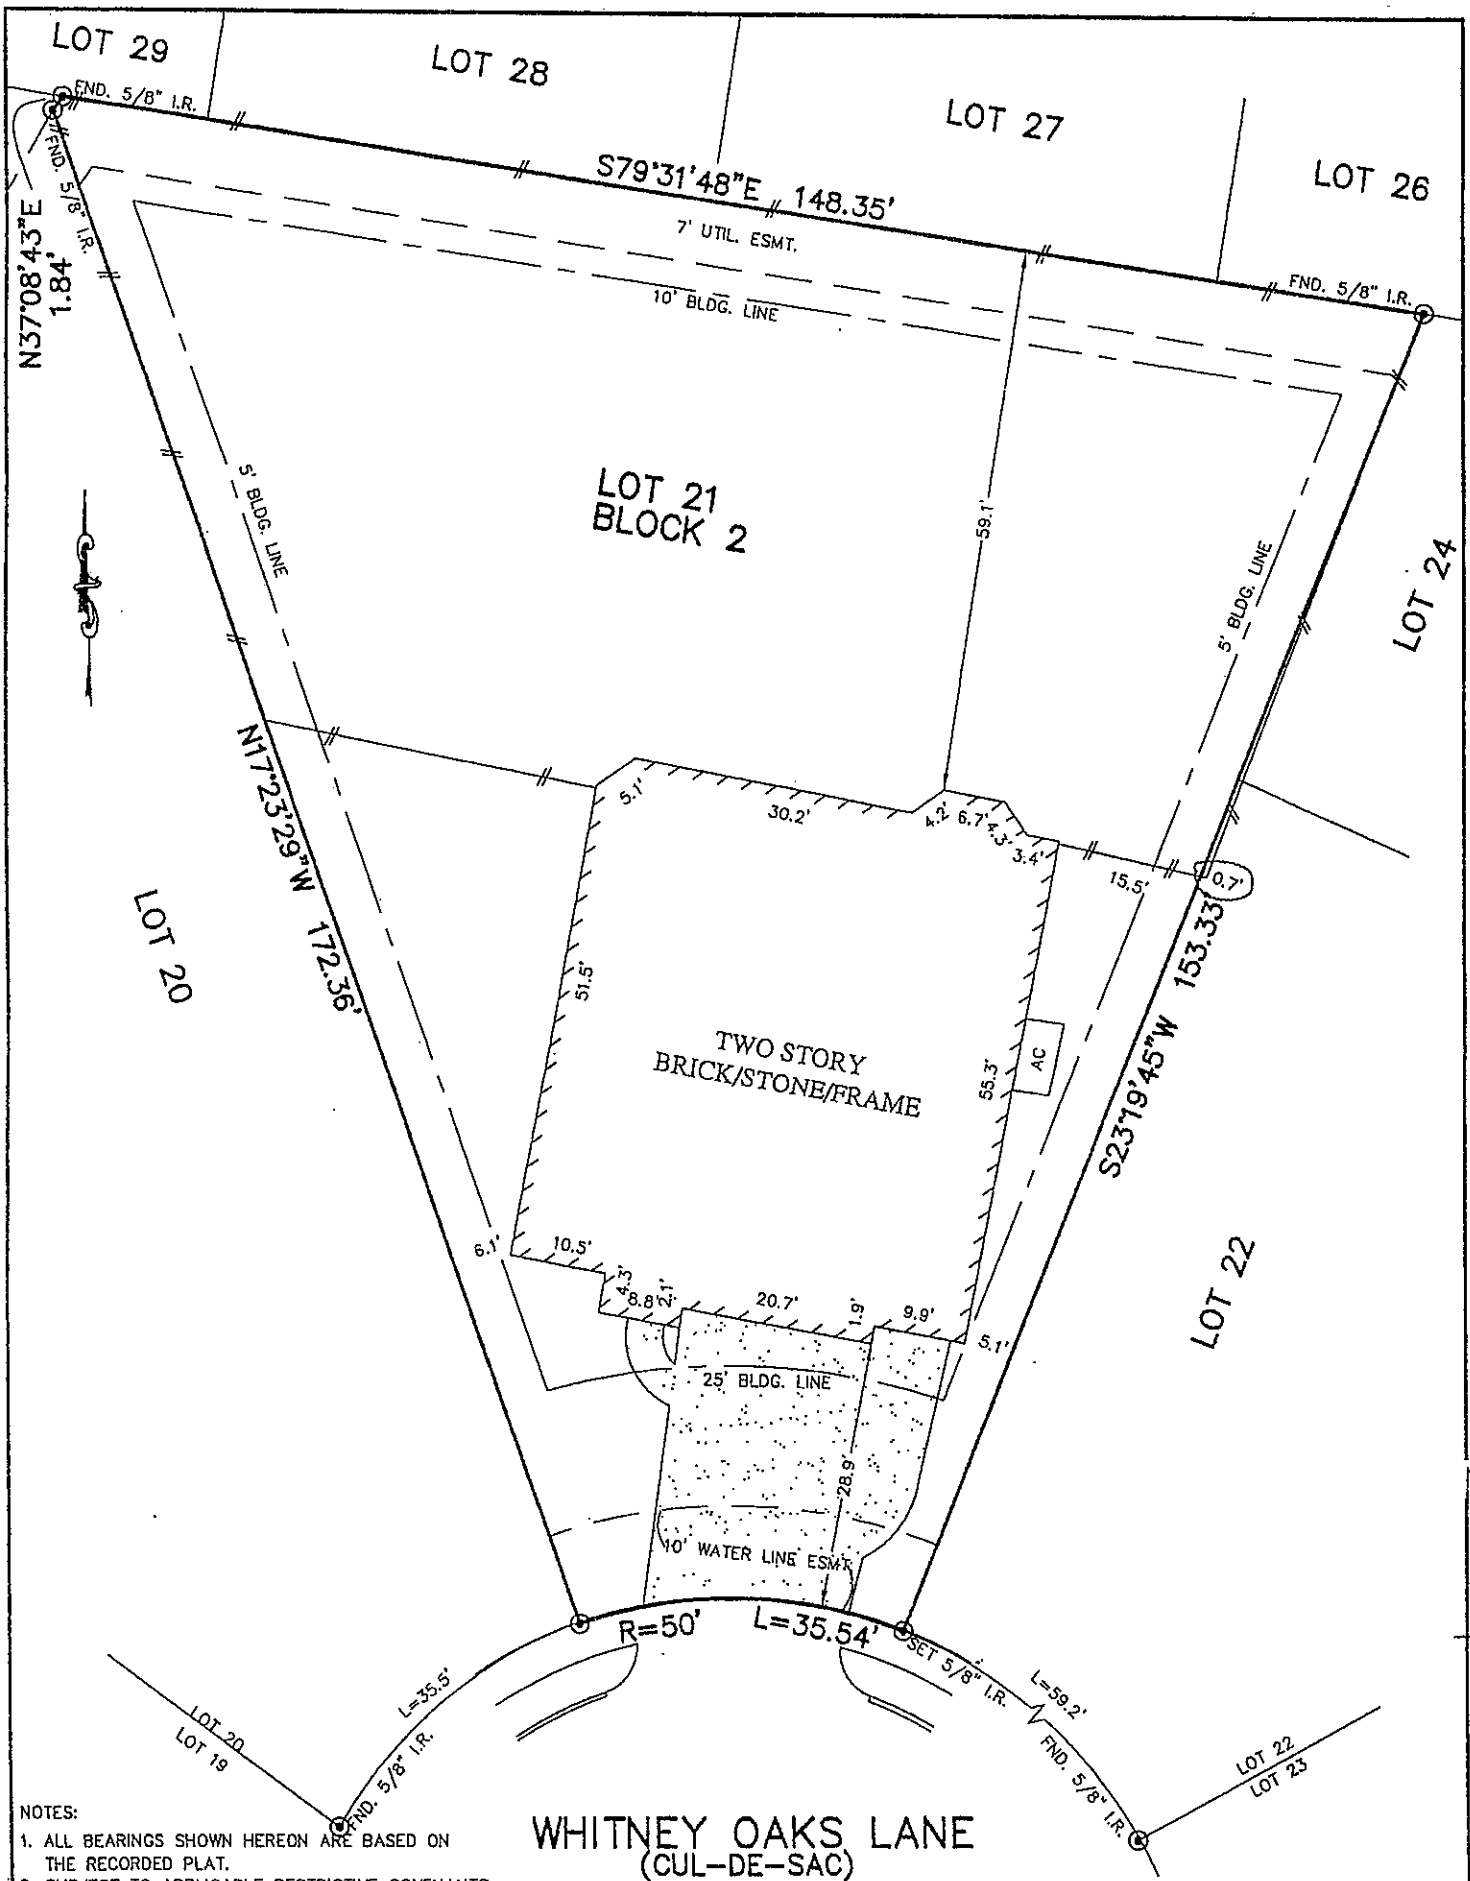 LOT 29
LOT 28
LOT 27
LOT 26
FND. 5/8" I.R.
FND. 5/8" I.R.
N37°08'43"E
1.84'
S79°31'48"E 148.35'
7' UTIL. ESMT.
10' BLDG. LINE
FND. 5/8" I.R.
5' BLDG. LINE
LOT 21
BLOCK 2
59.1'
5' BLDG. LINE
LOT 24
N17°23'29"W 172.36'
5.1'
30.2'
4.2'
6.7'
4.3'
3.4'
15.5'
0.7'
LOT 20
51.5'
TWO STORY
BRICK/STONE/FRAME
55.3'
AC
S23°19'45"W 153.33'
LOT 22
6.1'
10.5'
4.3'
8.8'
2.1'
20.7'
1.9'
9.9'
5.1'
25' BLDG. LINE
28.9'
10' WATER LINE ESMT.
R=50' L=35.54'
SET 5/8" I.R.
L=35.5'
L=59.2'
LOT 20
LOT 19
FND. 5/8" I.R.
FND. 5/8" I.R.
LOT 22
LOT 23
WHITNEY OAKS LANE
(CUL-DE-SAC)
NOTES:
1. ALL BEARINGS SHOWN HEREON ARE BASED ON
THE RECORDED PLAT.